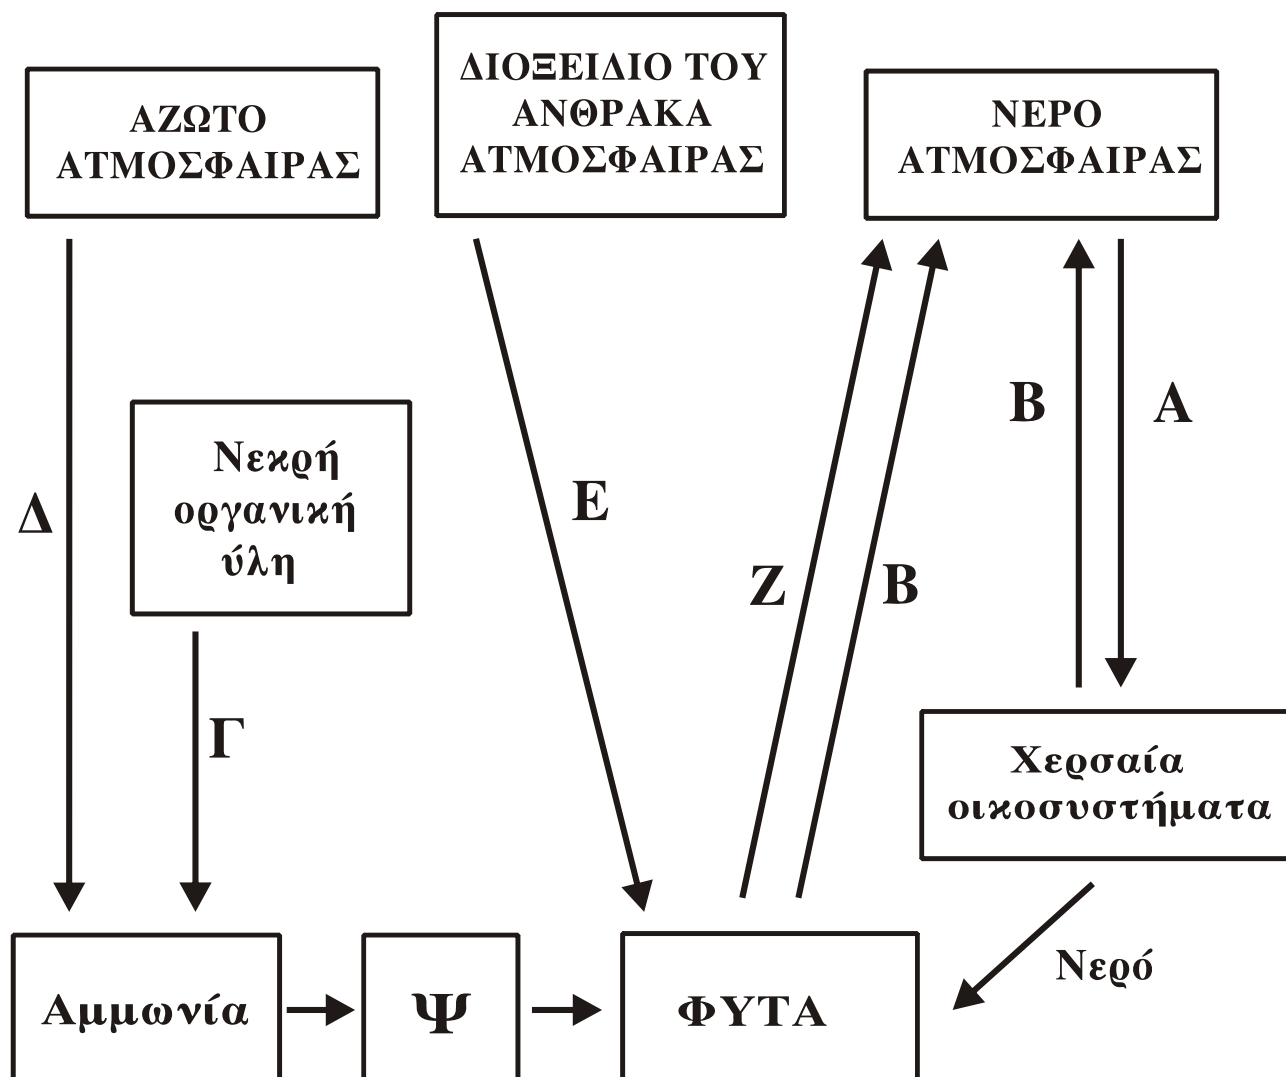 ΑΖΩΤΟ
ΑΤΜΟΣΦΑΙΡΑΣ
ΔΙΟΞΕΙΔΙΟ ΤΟΥ
ΑΝΘΡΑΚΑ
ΑΤΜΟΣΦΑΙΡΑΣ
ΝΕΡΟ
ΑΤΜΟΣΦΑΙΡΑΣ
Β
Α
Νεκρή
οργανική
ύλη
Δ
Ε
Ζ
Β
Γ
Χερσαία
οικοσυστήματα
Νερό
Αμμωνία
Ψ
ΦΥΤΑ